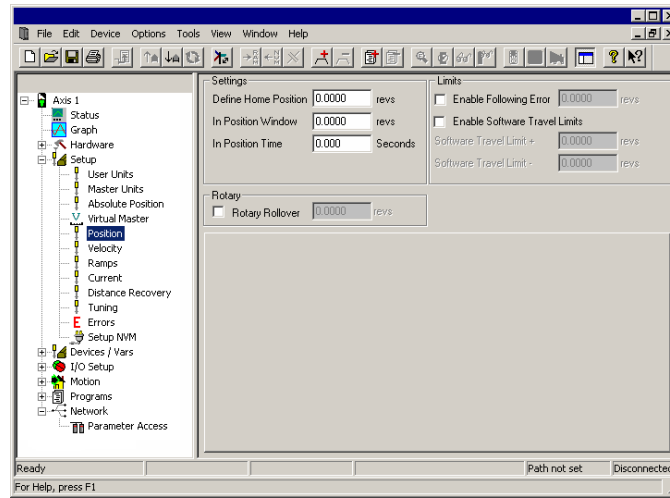 File Edit Device Options Tools View Window Help
Axis 1
Status
Graph
Hardware
Setup
User Units
Master Units
Absolute Position
Virtual Master
Position
Velocity
Ramps
Current
Distance Recovery
Tuning
Errors
Setup NVM
Devices / Vars
I/O Setup
Motion
Programs
Network
Parameter Access
Settings
Define Home Position 0.0000 revs
In Position Window 0.0000 revs
In Position Time 0.000 Seconds
Limits
Enable Following Error 0.0000 revs
Enable Software Travel Limits
Software Travel Limit + 0.0000 revs
Software Travel Limit - 0.0000 revs
Rotary
Rotary Rollover 0.0000 revs
Ready Path not set Disconnected
For Help, press F1